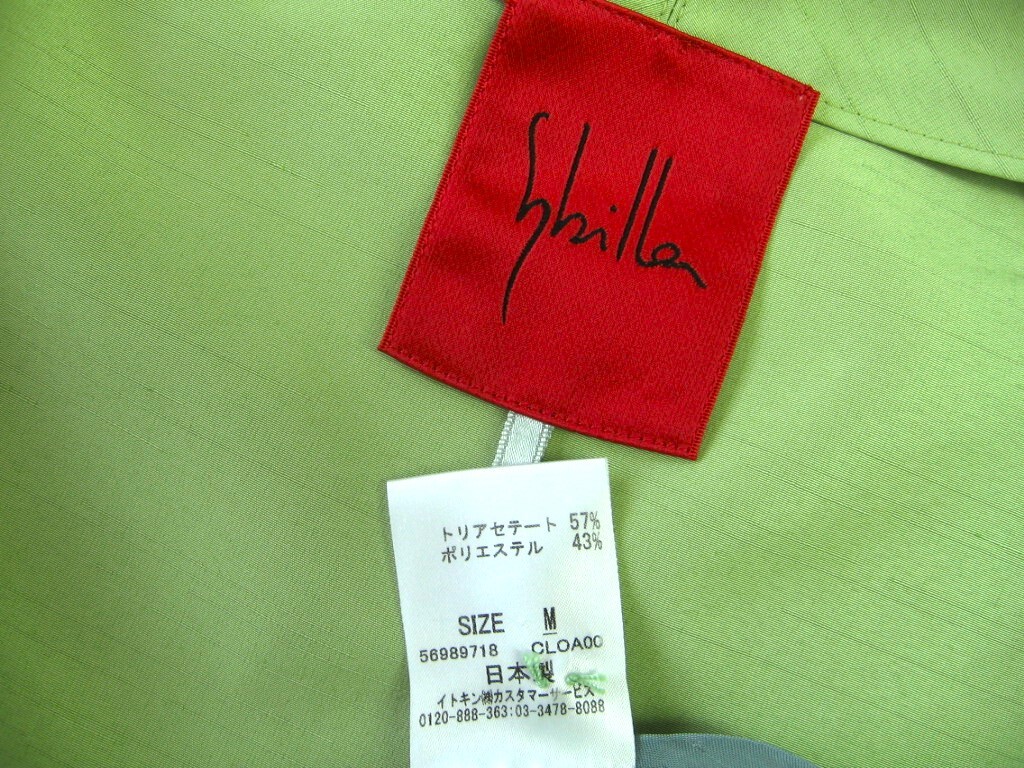 Sybilla
トリアセテート 57%
ポリエステル 43%
SIZE M
56989718 CLOA00
日本製
イトキン㈱カスタマーサービス
0120-888-363:03-3478-8088